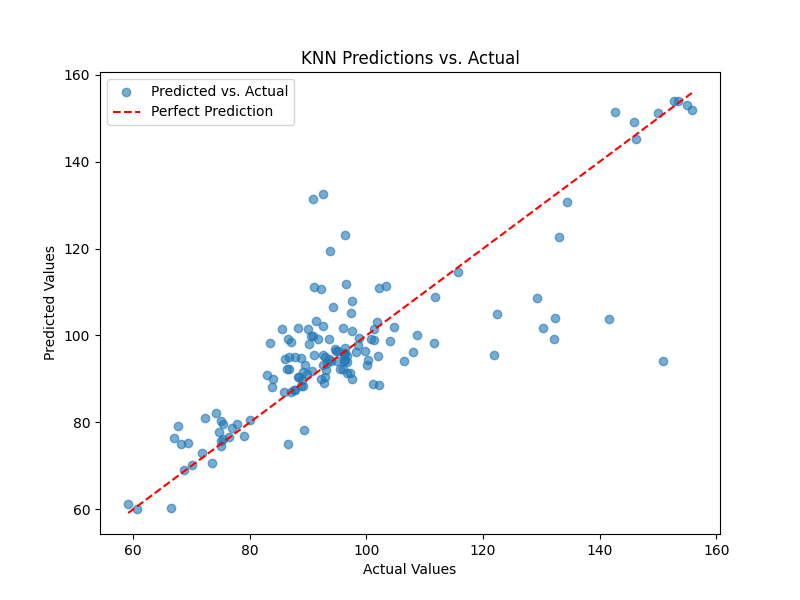 KNN Predictions vs. Actual
Predicted vs. Actual
Perfect Prediction
160
140
120
100
80
60
Predicted Values
60 80 100 120 140 160
Actual Values